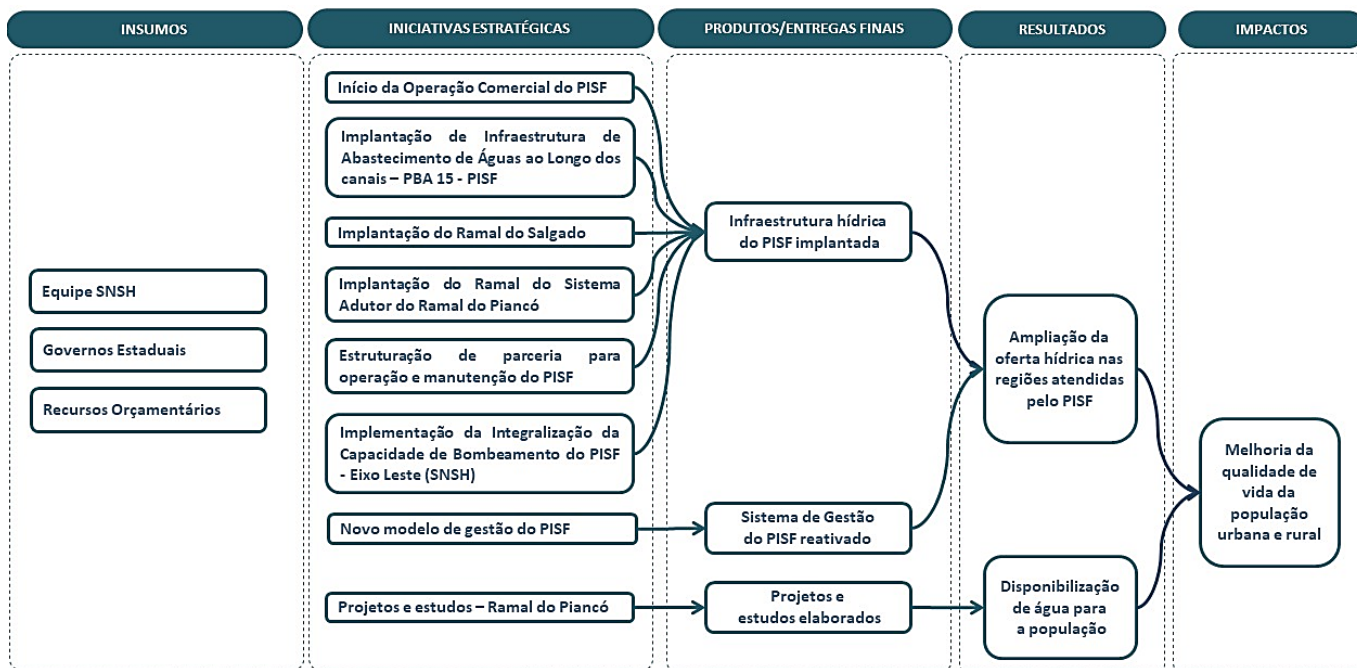 INSUMOS
INICIATIVAS ESTRATÉGICAS
PRODUTOS/ENTREGAS FINAIS
RESULTADOS
IMPACTOS
Equipe SNSH
Governos Estaduais
Recursos Orçamentários
Início da Operação Comercial do PISF
Implantação de Infraestrutura de
Abastecimento de Águas ao Longo dos
canais – PBA 15 - PISF
Implantação do Ramal do Salgado
Implantação do Ramal do Sistema
Adutor do Ramal do Piancó
Estruturação de parceria para
operação e manutenção do PISF
Implementação da Integralização da
Capacidade de Bombeamento do PISF
- Eixo Leste (SNSH)
Novo modelo de gestão do PISF
Projetos e estudos – Ramal do Piancó
Infraestrutura hídrica
do PISF implantada
Sistema de Gestão
do PISF reativado
Projetos e
estudos elaborados
Ampliação da
oferta hídrica nas
regiões atendidas
pelo PISF
Disponibilização
de água para
a população
Melhoria da
qualidade de
vida da
população
urbana e rural